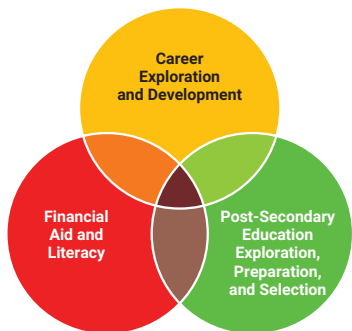 Career
Exploration
and Development
Financial
Aid and
Literacy
Post-Secondary
Education
Exploration,
Preparation,
and Selection